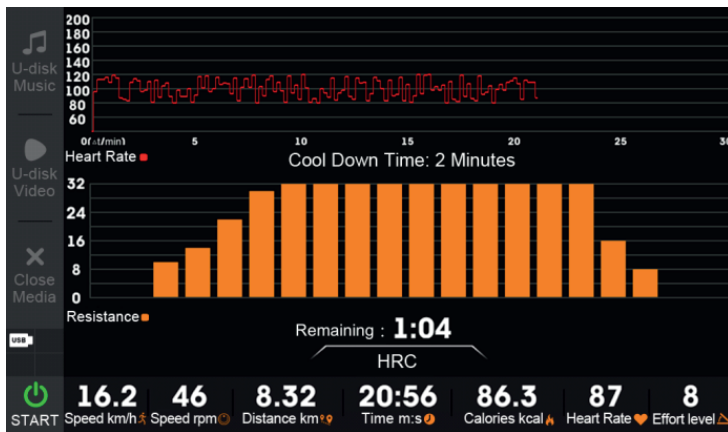 U-disk
Music
U-disk
Video
Close
Media
USB
START
200
180
160
140
120
100
80
60
5
10
15
20
25
30
Heart Rate
Cool Down Time: 2 Minutes
32
24
16
8
0
Resistance
Remaining : 1:04
HRC
16.2 46 8.32 20:56 86.3 87 8
Speed km/h Speed rpm Distance km Time m:s Calories kcal Heart Rate Effort level